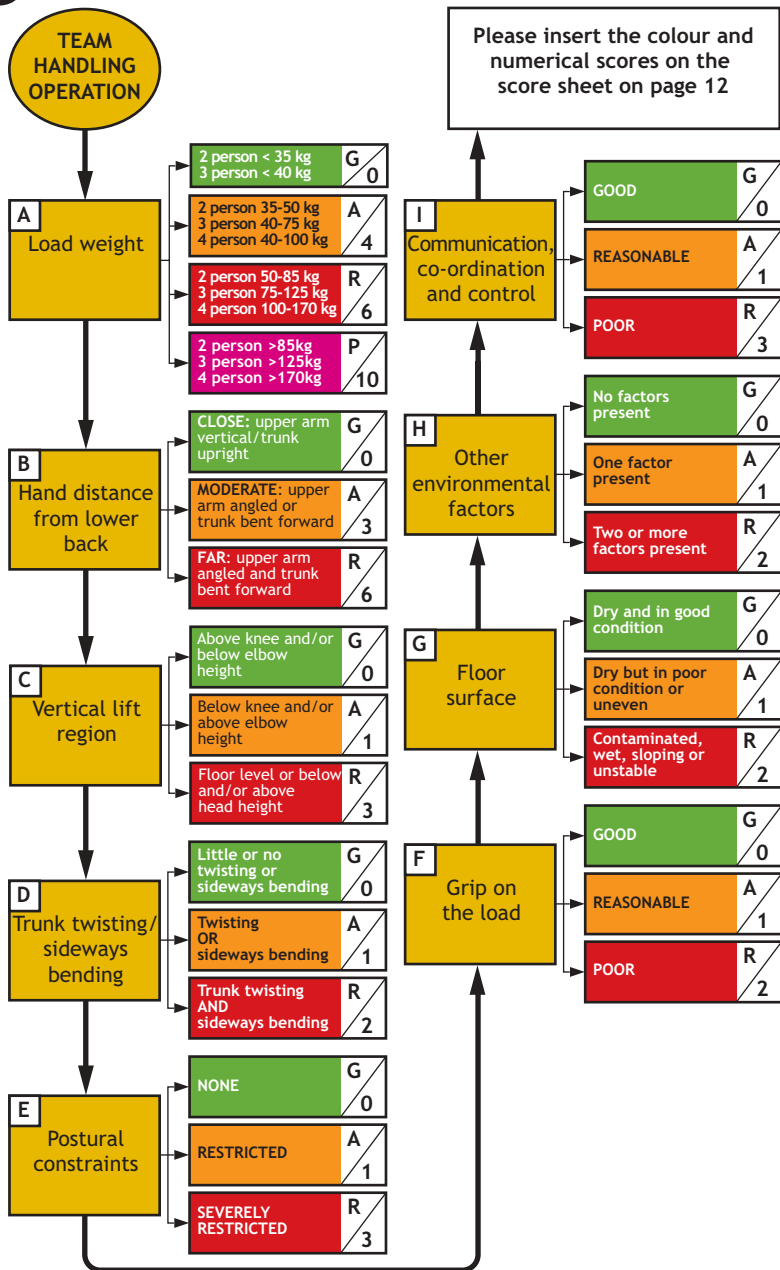 TEAM
HANDLING
OPERATION
A
Load weight
2 person < 35 kg
3 person < 40 kg
G
0
2 person 35-50 kg
3 person 40-75 kg
4 person 40-100 kg
A
4
2 person 50-85 kg
3 person 75-125 kg
4 person 100-170 kg
R
6
2 person >85kg
3 person >125kg
4 person >170kg
P
10
B
Hand distance
from lower
back
CLOSE: upper arm
vertical/trunk
upright
G
0
MODERATE: upper
arm angled or
trunk bent forward
A
3
FAR: upper arm
angled and trunk
bent forward
R
6
C
Vertical lift
region
Above knee and/or
below elbow
height
G
0
Below knee and/or
above elbow
height
A
1
Floor level or below
and/or above
head height
R
3
D
Trunk twisting/
sideways
bending
Little or no
twisting or
sideways bending
G
0
Twisting
OR
sideways bending
A
1
Trunk twisting
AND
sideways bending
R
2
E
Postural
constraints
NONE
G
0
RESTRICTED
A
1
SEVERELY
RESTRICTED
R
3
F
Grip on
the load
GOOD
G
0
REASONABLE
A
1
POOR
R
2
G
Floor
surface
Dry and in good
condition
G
0
Dry but in poor
condition or
uneven
A
1
Contaminated,
wet, sloping or
unstable
R
2
H
Other
environmental
factors
No factors
present
G
0
One factor
present
A
1
Two or more
factors present
R
2
I
Communication,
co-ordination
and control
GOOD
G
0
REASONABLE
A
1
POOR
R
3
Please insert the colour and
numerical scores on the
score sheet on page 12